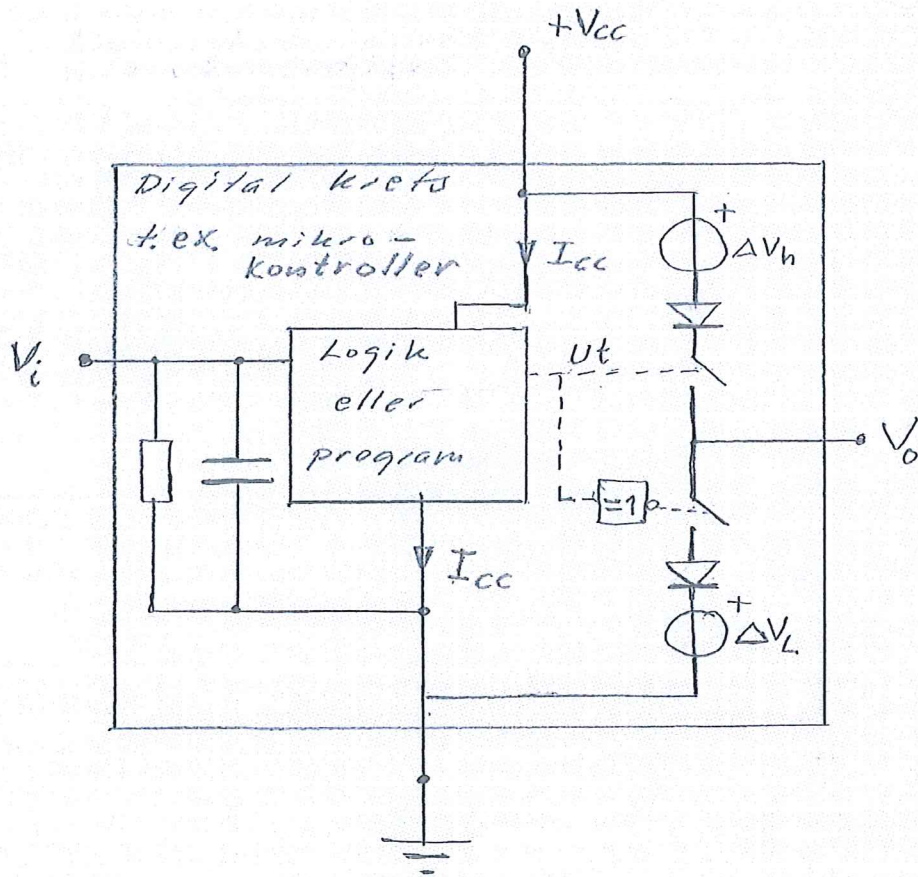 +Vcc
Digital krets
t.ex. mikro-
kontroller
Icc
+
ΔVh
Vi
Logik
eller
program
Ut
Vo
=1
Icc
+
ΔVL